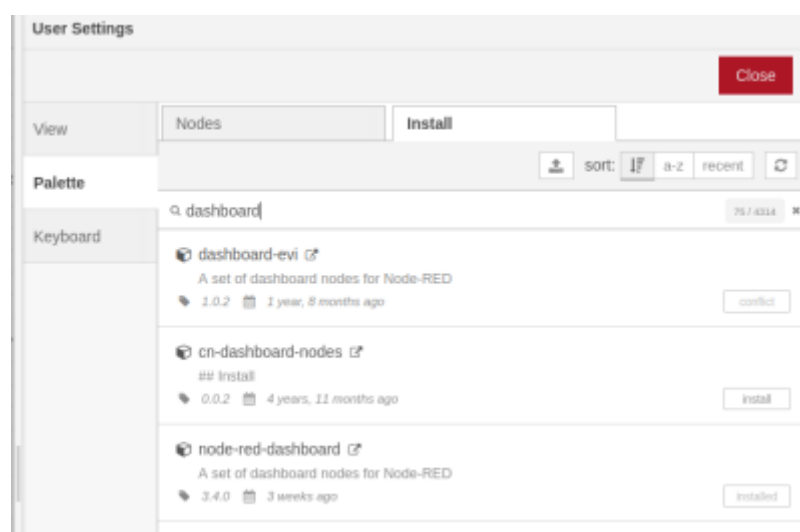 User Settings
Close
View
Palette
Keyboard
Nodes
Install
sort: a-z recent
dashboard
75 / 4314
dashboard-evi
A set of dashboard nodes for Node-RED
1.0.2 1 year, 8 months ago
conflict
cn-dashboard-nodes
## Install
0.0.2 4 years, 11 months ago
install
node-red-dashboard
A set of dashboard nodes for Node-RED
3.4.0 3 weeks ago
installed